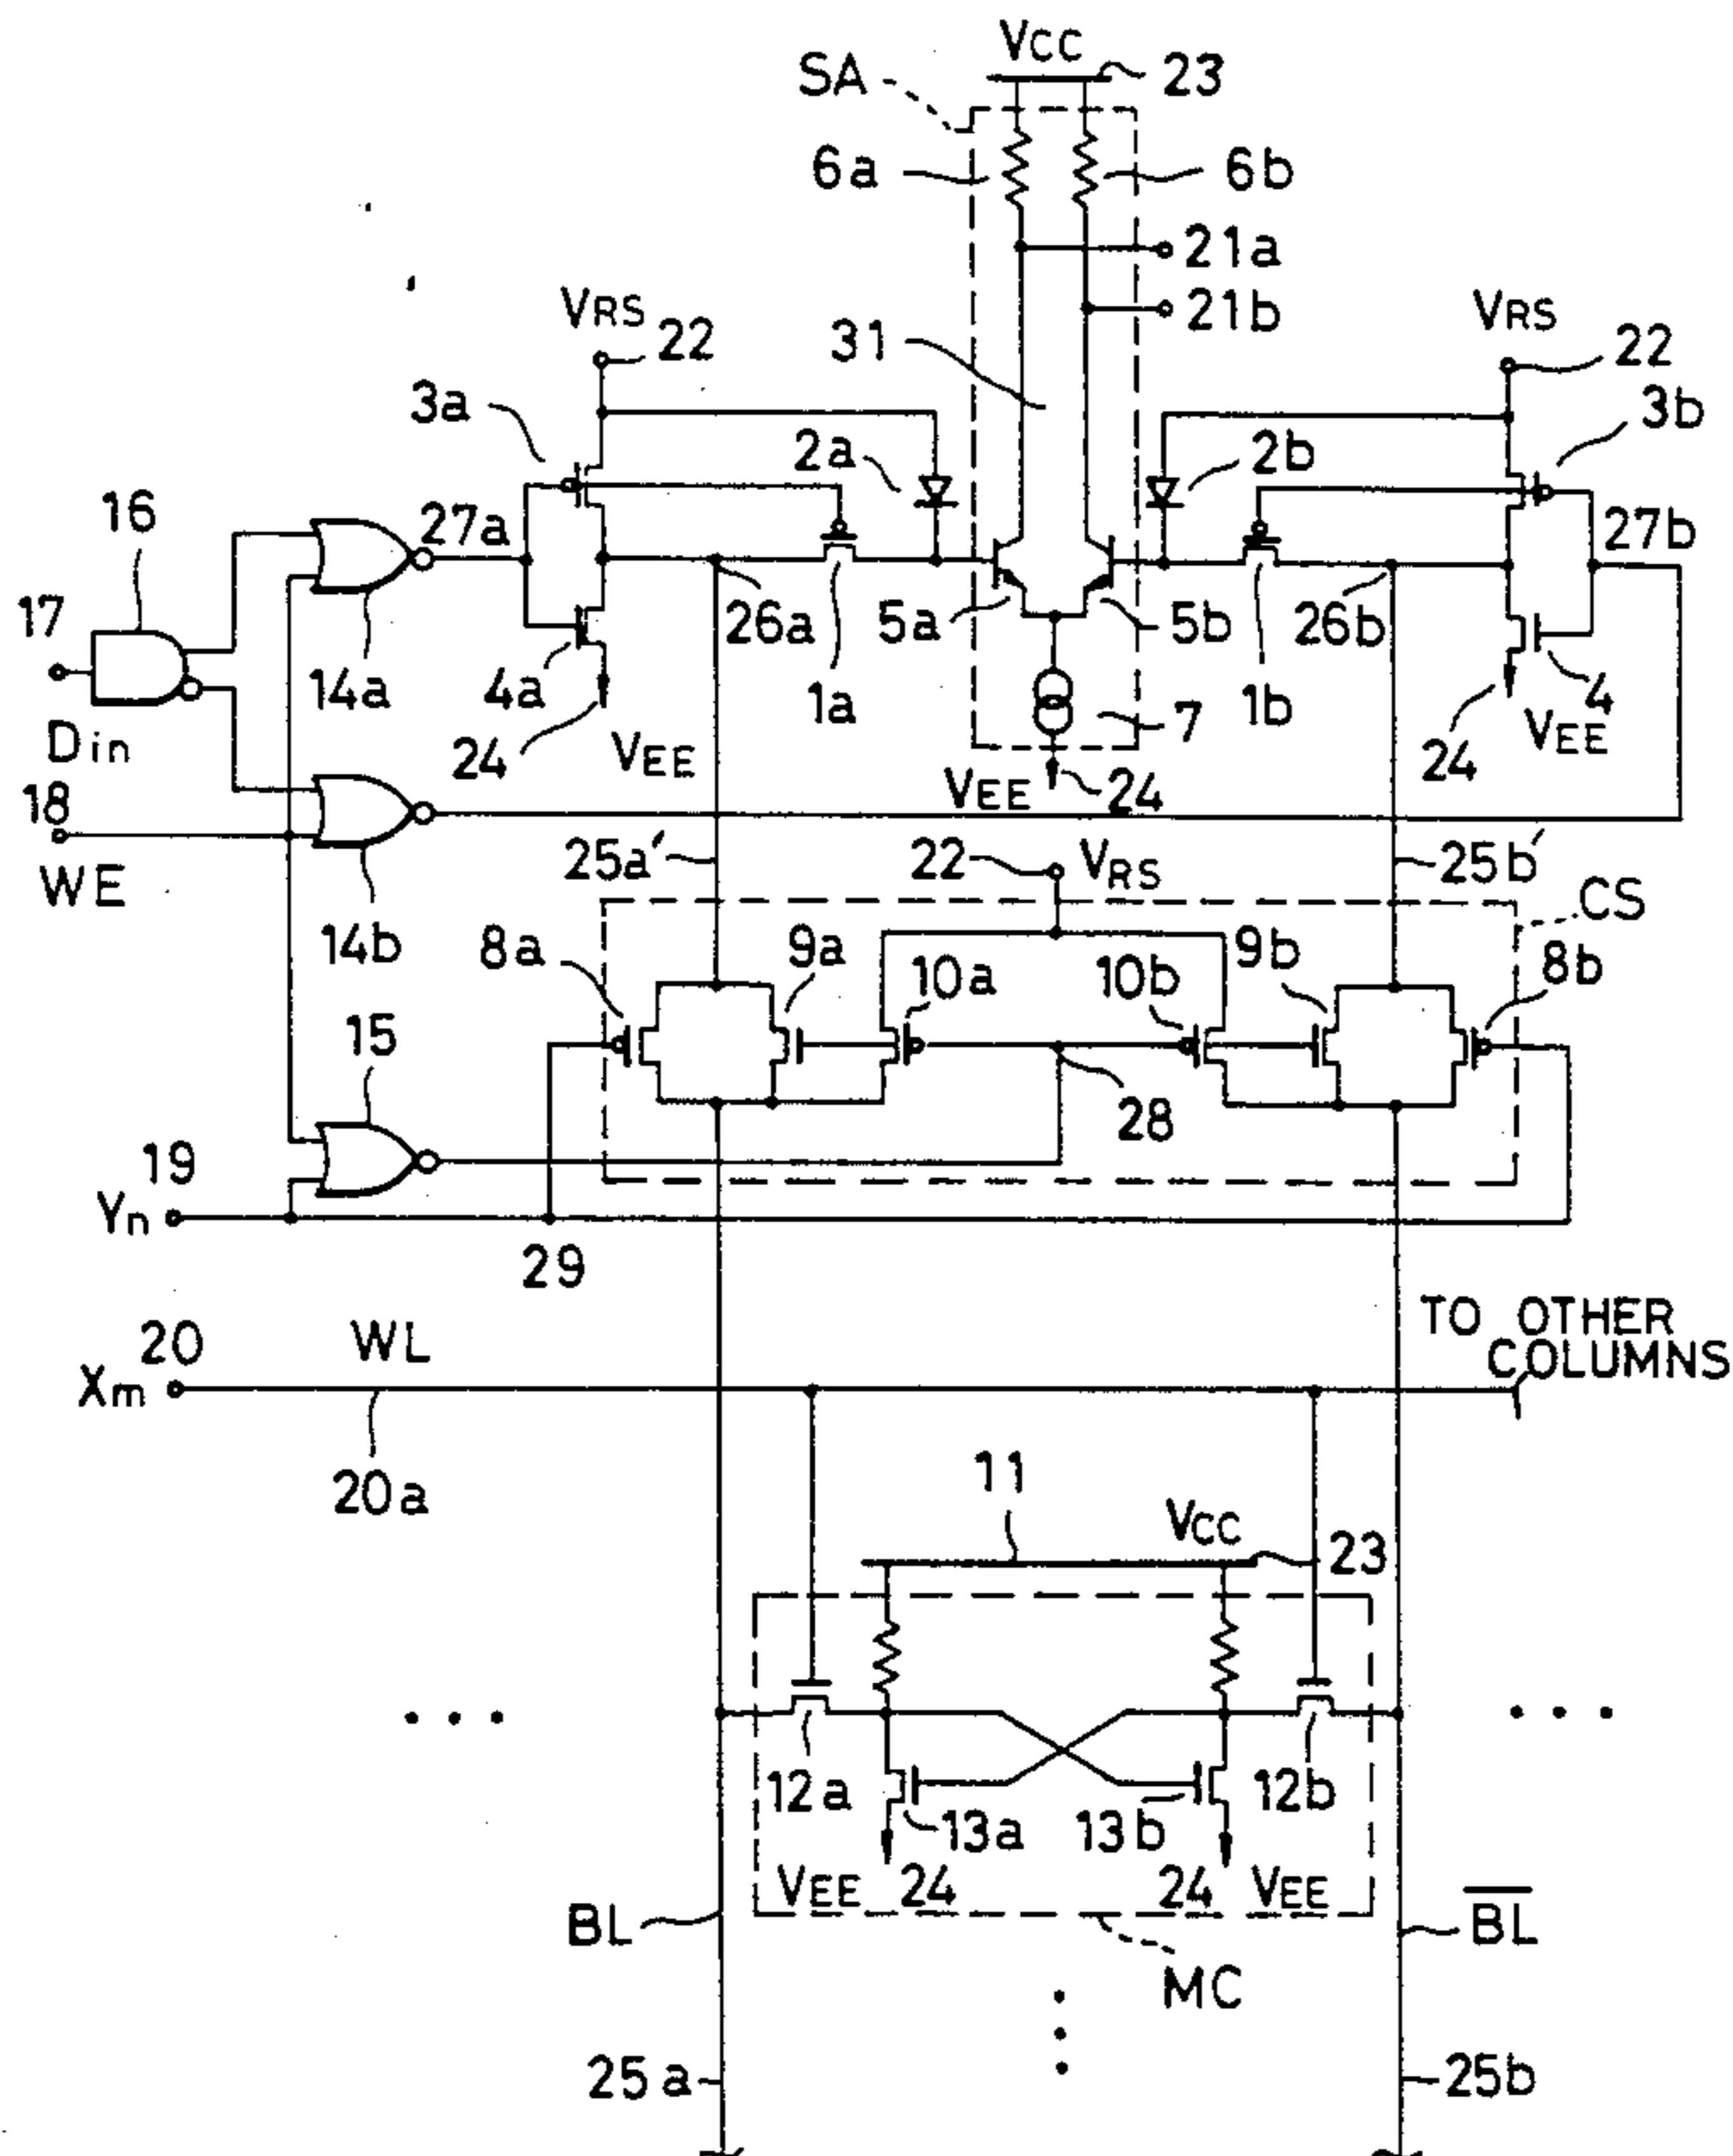 VCC
SA
23
6a
6b
21a
21b
VRS
22
31
VRS
22
3a
2a
2b
3b
16
27a
27b
17
14a
4a
26a
5a
5b
26b
1a
1b
7
4
Din
24
VEE
VEE
24
24
VEE
18
WE
14b
25a'
22
VRS
25b'
CS
8a
9a
10a
10b
9b
8b
15
28
19
Yn
29
20
WL
TO OTHER
COLUMNS
Xm
20a
11
VCC
23
12a
13a
13b
12b
VEE
24
24
VEE
BL
BL
MC
25a
25b